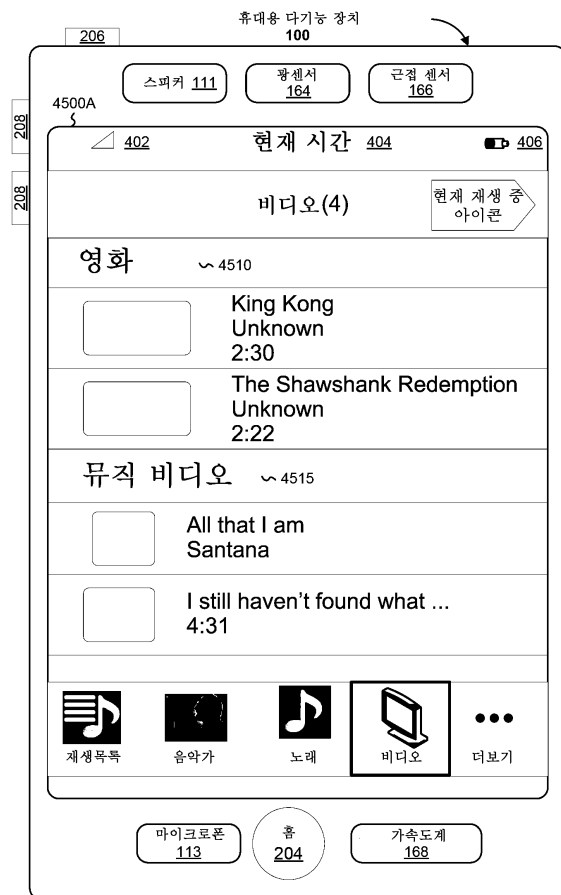 휴대용 다기능 장치
100
206
스피커 111
광센서
164
근접 센서
166
4500A
208
208
402
현재 시간 404
406
비디오(4)
현재 재생 중
아이콘
영화 4510
King Kong
Unknown
2:30
The Shawshank Redemption
Unknown
2:22
뮤직 비디오 4515
All that I am
Santana
I still haven't found what ...
4:31
재생목록
음악가
노래
비디오
더보기
마이크로폰
113
홈
204
가속도계
168